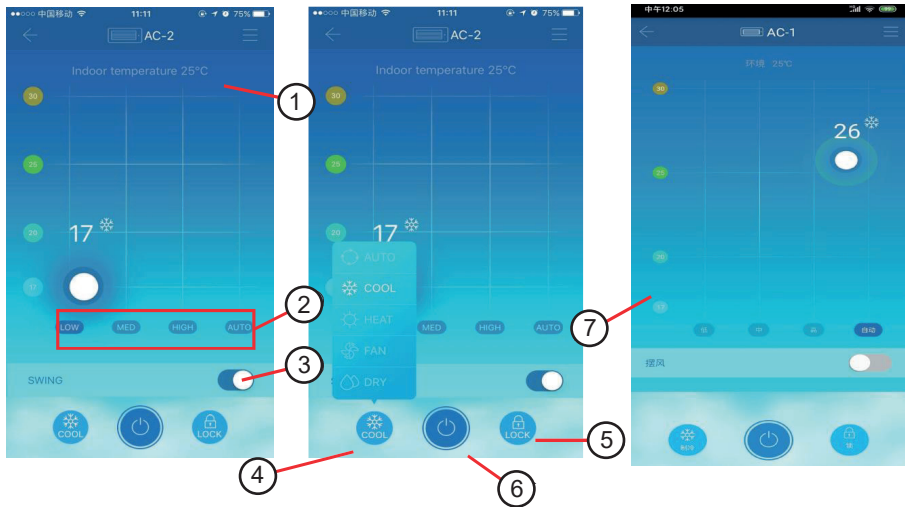 ●●○○○ 中国移动 11:11 75%
AC-2
Indoor temperature 25°C
30
25
20
17
17
LOW MED HIGH AUTO
SWING
COOL LOCK
1
2
3
4
●●○○○ 中国移动 11:11 75%
AC-2
Indoor temperature 25°C
30
25
20
17
17
AUTO
COOL
HEAT
FAN
DRY
MED HIGH AUTO
COOL LOCK
5
6
7
中午12:05
AC-1
环境 25℃
30
26
25
20
17
低 中 高 自动
摆风
制冷 锁